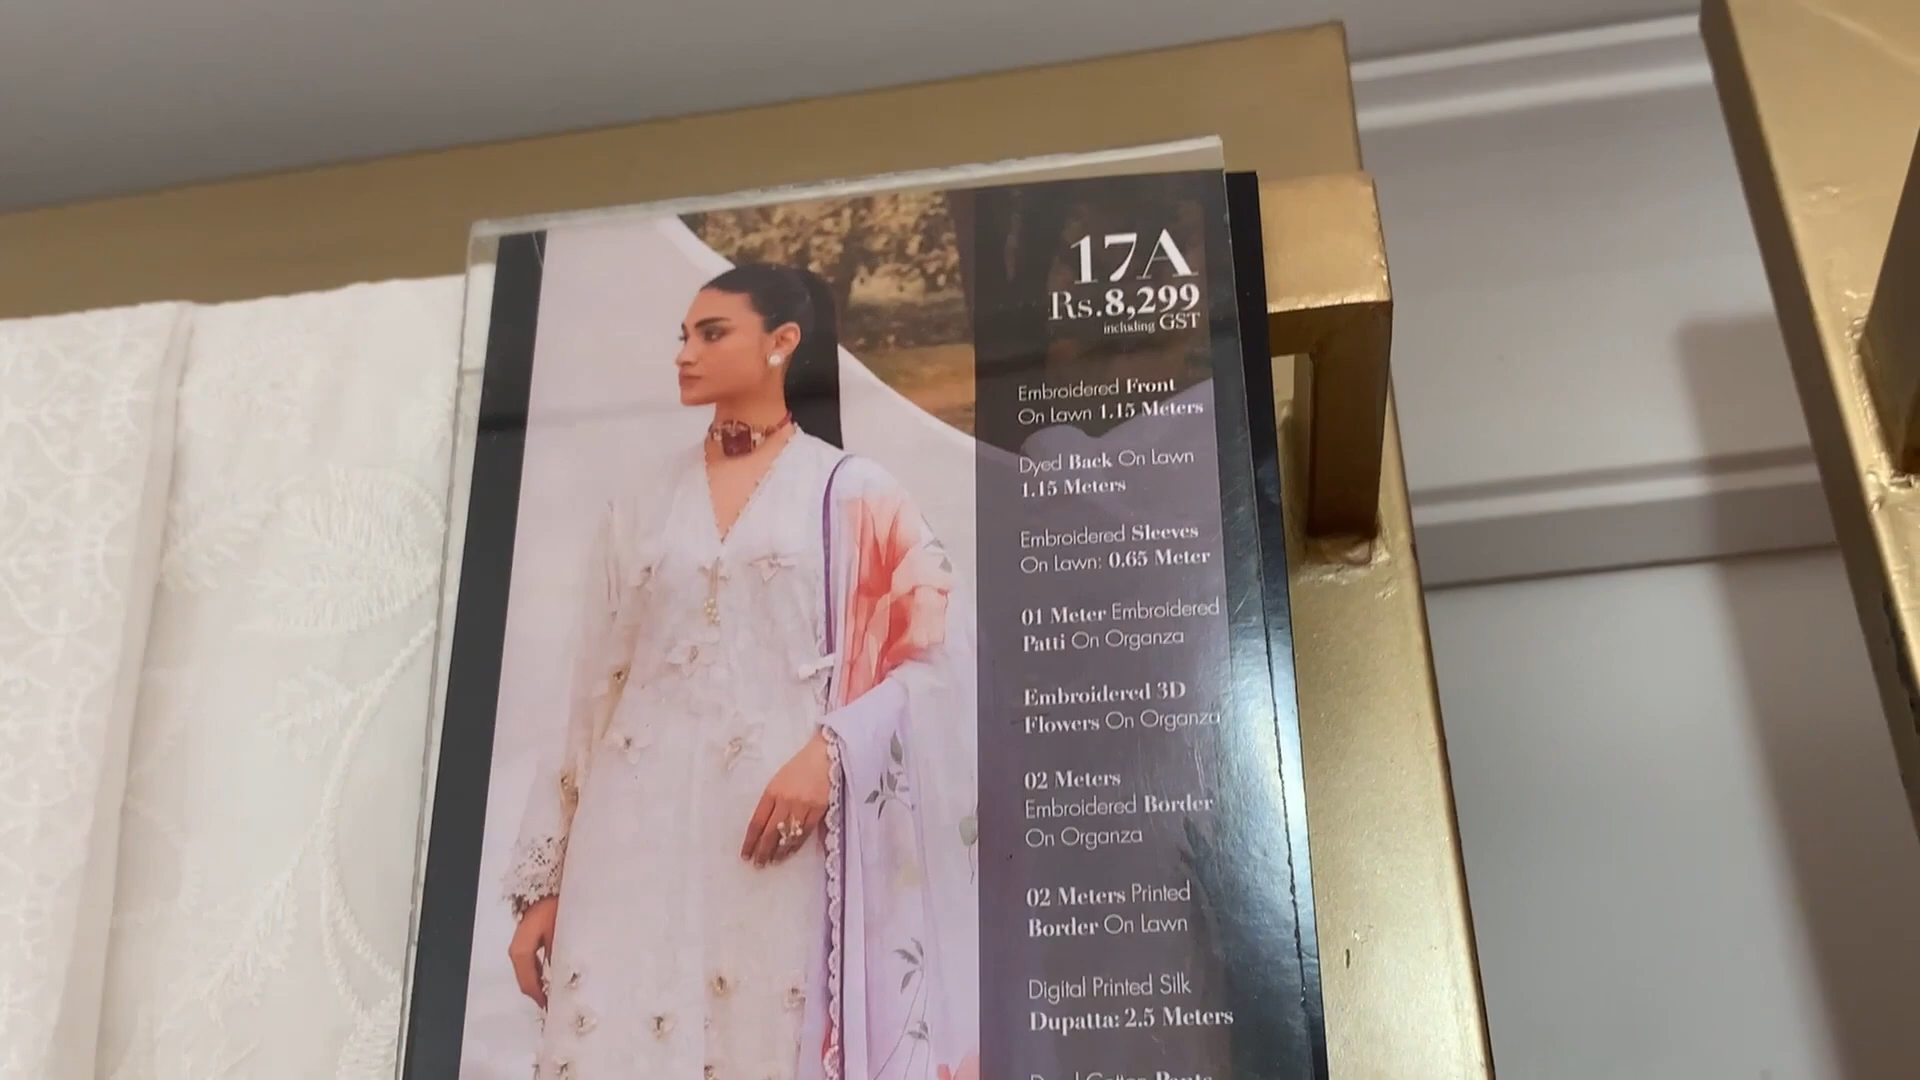 17A
Rs.8,299
including GST
Embroidered Front
On Lawn 1.15 Meters
Dyed Back On Lawn
1.15 Meters
Embroidered Sleeves
On Lawn: 0.65 Meter
01 Meter Embroidered
Patti On Organza
Embroidered 3D
Flowers On Organza
02 Meters
Embroidered Border
On Organza
02 Meters Printed
Border On Lawn
Digital Printed Silk
Dupatta: 2.5 Meters